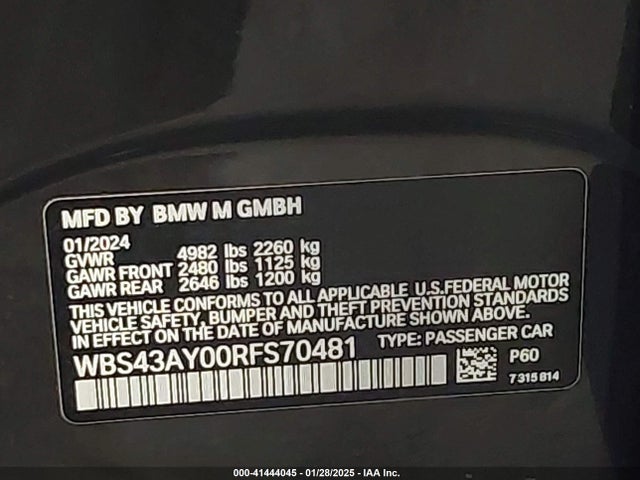 MFD BY BMW M GMBH
01/2024
GVWR 4982 lbs 2260 kg
GAWR FRONT 2480 lbs 1125 kg
GAWR REAR 2646 lbs 1200 kg
THIS VEHICLE CONFORMS TO ALL APPLICABLE U.S.FEDERAL MOTOR
VEHICLE SAFETY, BUMPER AND THEFT PREVENTION STANDARDS
IN EFFECT ON THE DATE OF MANUFACTURE SHOWN ABOVE.
WBS43AY00RFS70481 TYPE: PASSENGER CAR
P60
7 315 814
000-41444045 - 01/28/2025 - IAA Inc.